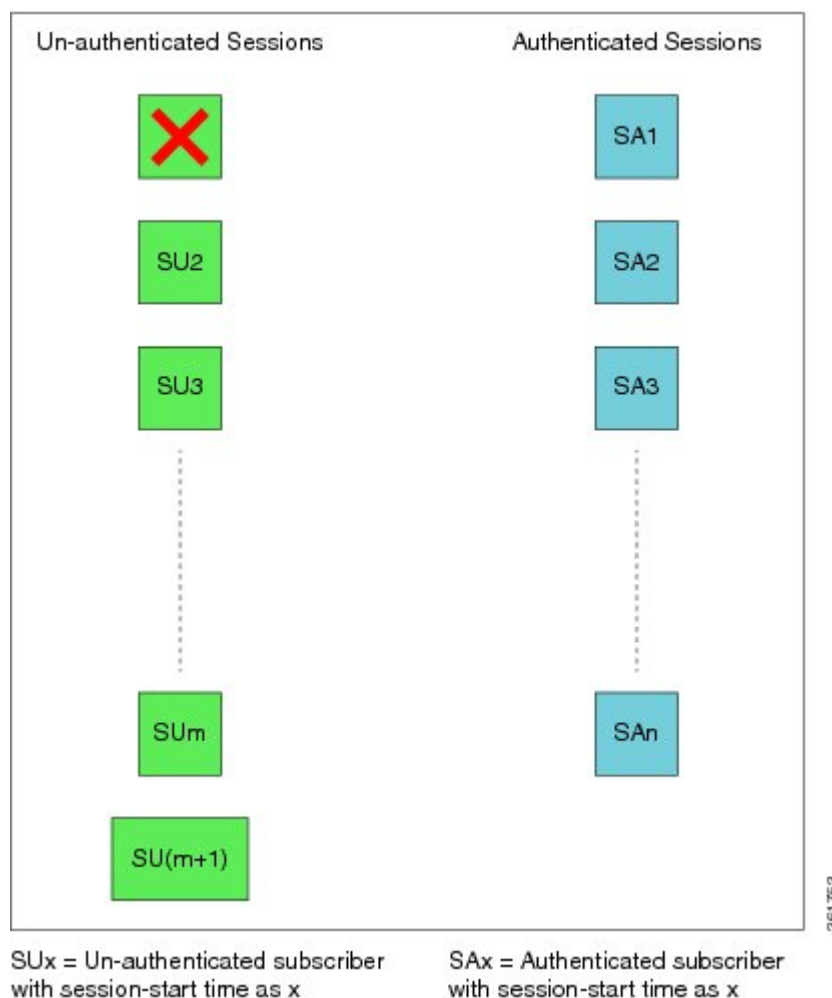 Un-authenticated Sessions
Authenticated Sessions
SA1
SU2
SA2
SU3
SA3
SUm
SAn
SU(m+1)
361753
SUx = Un-authenticated subscriber
with session-start time as x
SAx = Authenticated subscriber
with session-start time as x